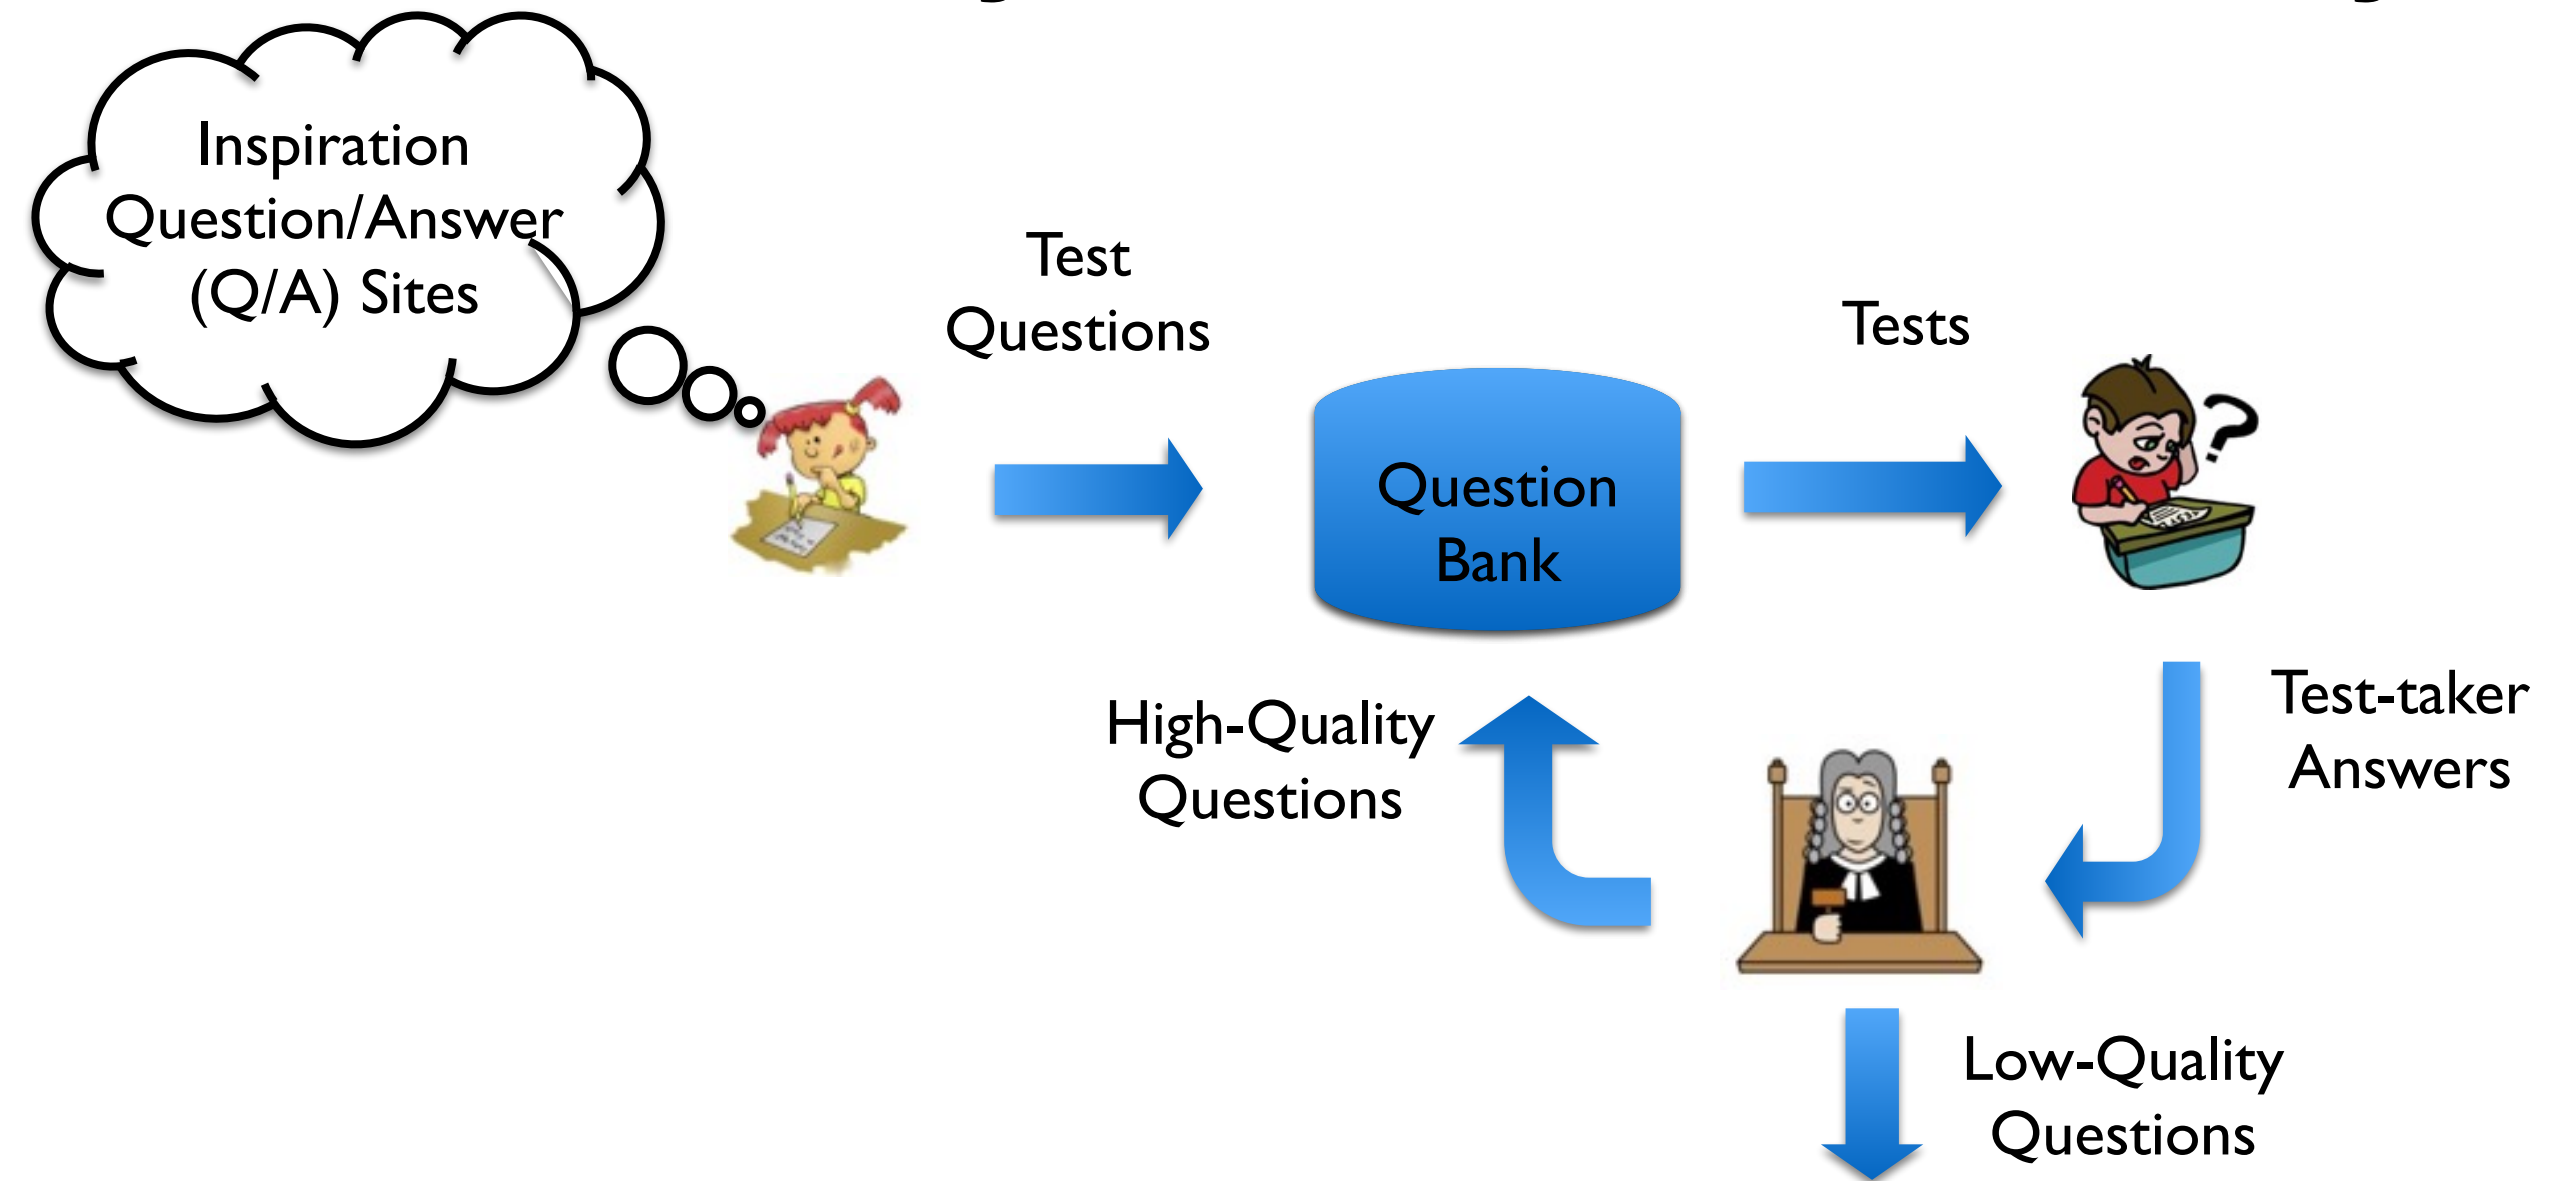 Inspiration
Question/Answer
(Q/A) Sites
Test
Questions
Tests
Question
Bank
Test-taker
Answers
High-Quality
Questions
Low-Quality
Questions